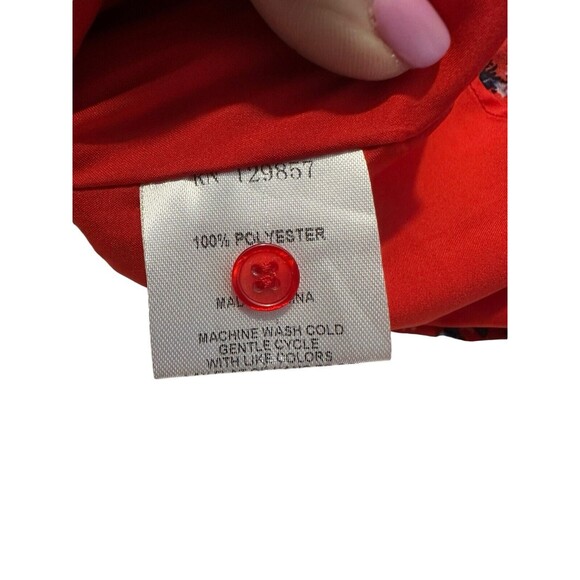 RN 129857
100% POLYESTER
MACHINE WASH COLD
GENTLE CYCLE
WITH LIKE COLORS